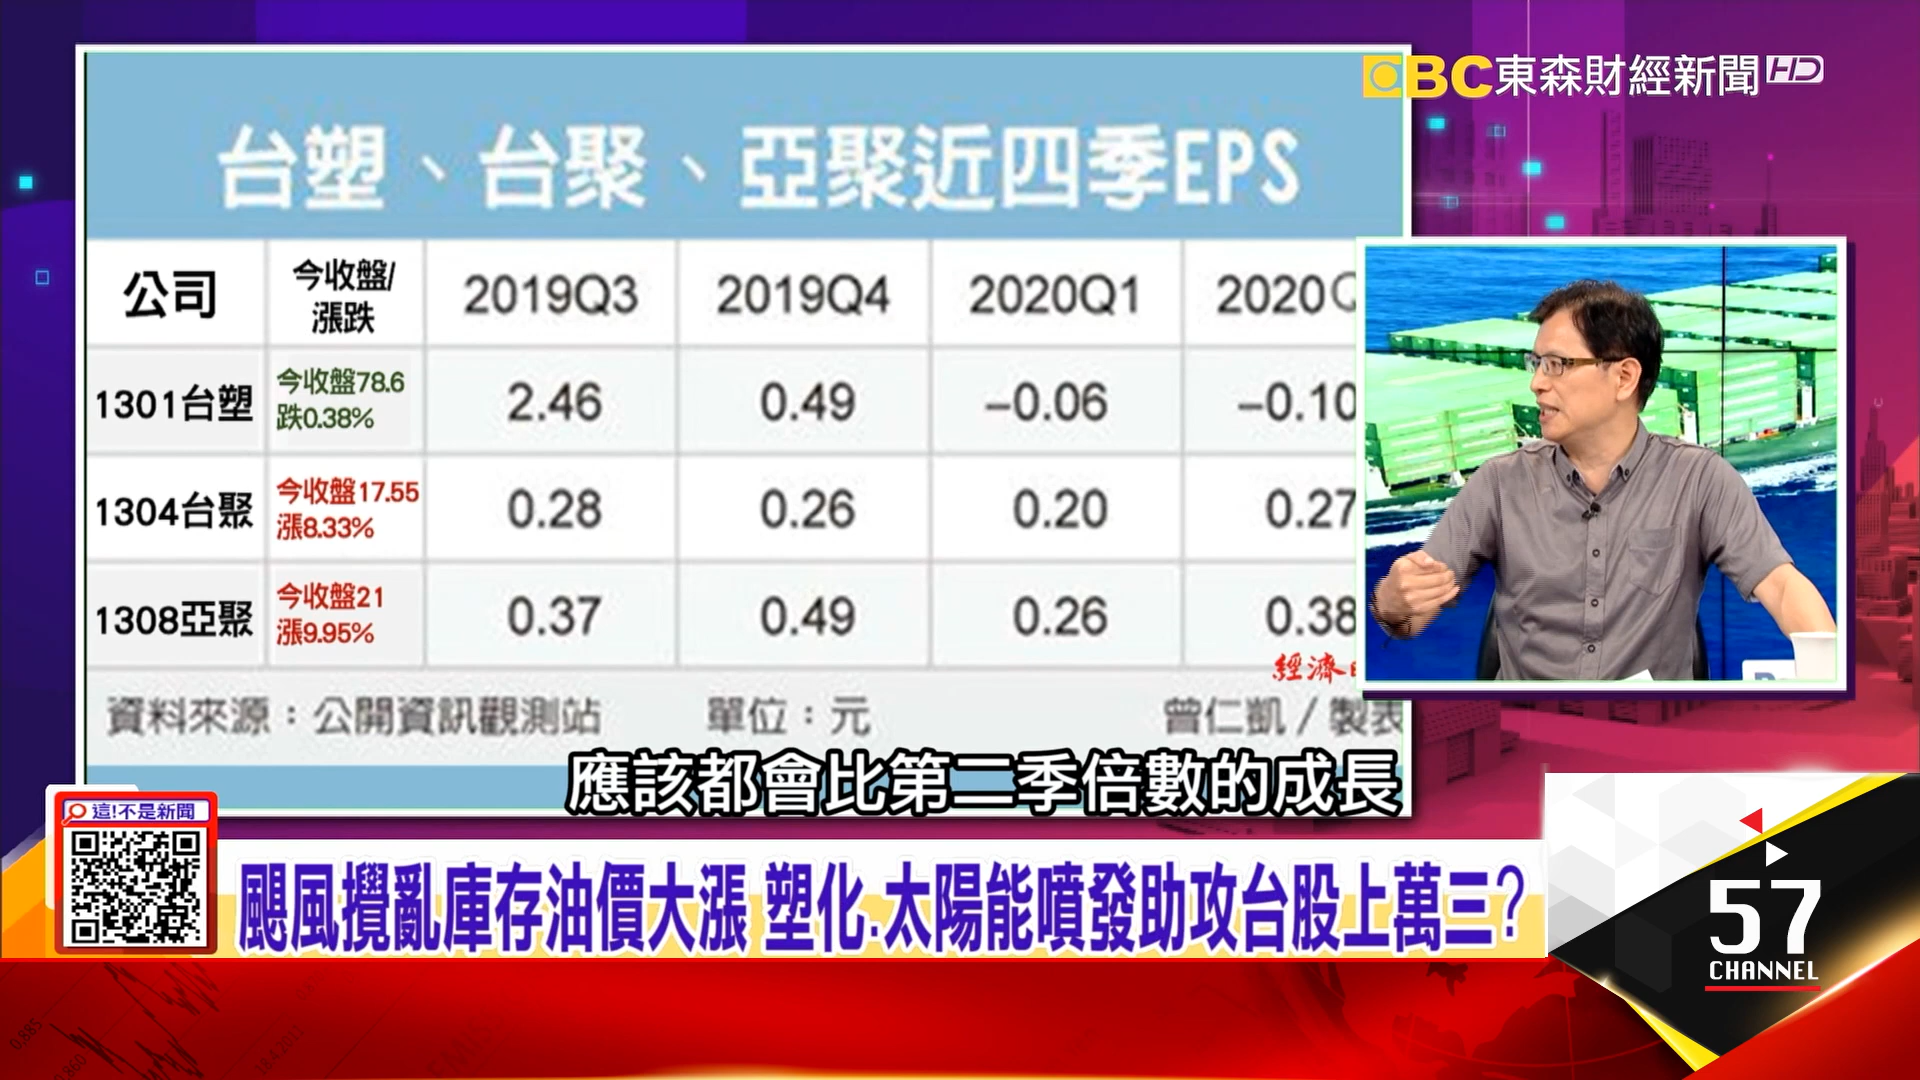 EBC東森財經新聞HD
台塑、台聚、亞聚近四季EPS
公司 今收盤/漲跌 2019Q3 2019Q4 2020Q1 2020Q
1301台塑 今收盤78.6 跌0.38% 2.46 0.49 −0.06 −0.10
1304台聚 今收盤17.55 漲8.33% 0.28 0.26 0.20 0.27
1308亞聚 今收盤21 漲9.95% 0.37 0.49 0.26 0.38
經濟
資料來源:公開資訊觀測站 單位:元 曾仁凱/製表
應該都會比第二季倍數的成長
這!不是新聞
颶風攪亂庫存油價大漲 塑化.太陽能噴發助攻台股上萬三?
57
CHANNEL